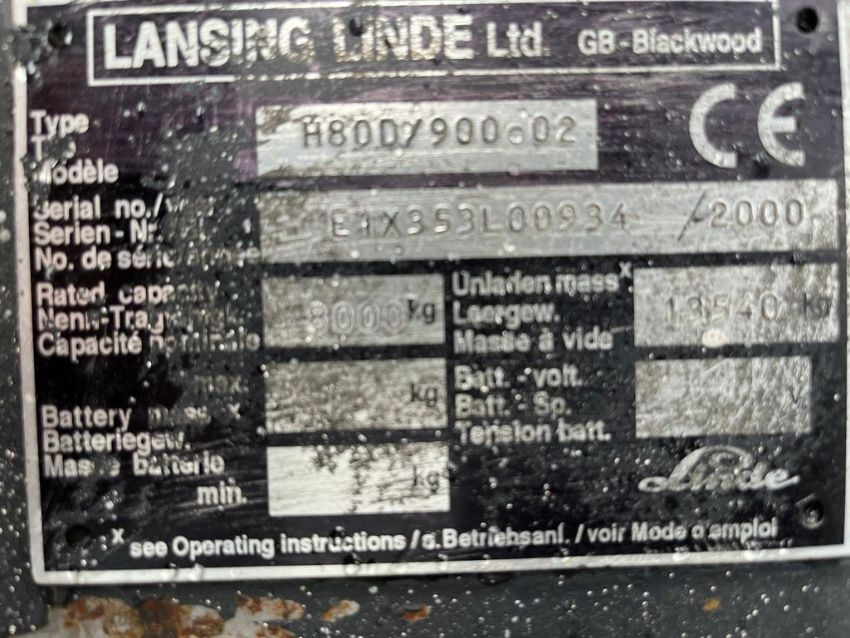 LANSING LINDE Ltd. GB - Blackwood
Type H80D/900.02
Modèle
CE
Serial no./
Serien - Nr. E1X353L00934 /2000
No. de série
Rated capacity Unladen mass x
Nenn-Trag 8000 kg Leergew. 13540 kg
Capacité nominale Masse à vide
max. kg Batt. - volt. V
Battery mass x Batt. - Sp.
Batteriegew. Tension batt.
Masse batterie
min. kg Linde
x see Operating instructions / s. Betriebsanl. / voir Mode d'emploi